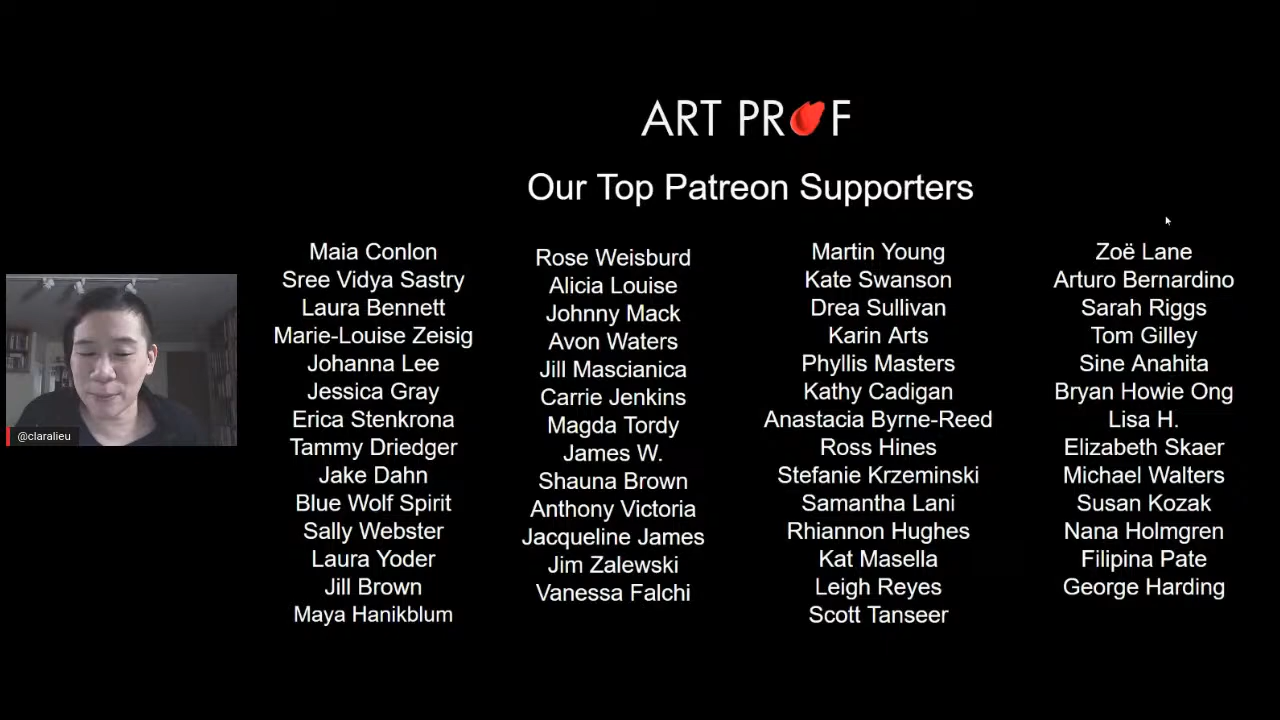 ART PROF
Our Top Patreon Supporters
Maia Conlon
Sree Vidya Sastry
Laura Bennett
Marie-Louise Zeisig
Johanna Lee
Jessica Gray
Erica Stenkrona
Tammy Driedger
Jake Dahn
Blue Wolf Spirit
Sally Webster
Laura Yoder
Jill Brown
Maya Hanikblum
Rose Weisburd
Alicia Louise
Johnny Mack
Avon Waters
Jill Mascianica
Carrie Jenkins
Magda Tordy
James W.
Shauna Brown
Anthony Victoria
Jacqueline James
Jim Zalewski
Vanessa Falchi
Martin Young
Kate Swanson
Drea Sullivan
Karin Arts
Phyllis Masters
Kathy Cadigan
Anastacia Byrne-Reed
Ross Hines
Stefanie Krzeminski
Samantha Lani
Rhiannon Hughes
Kat Masella
Leigh Reyes
Scott Tanseer
Zoë Lane
Arturo Bernardino
Sarah Riggs
Tom Gilley
Sine Anahita
Bryan Howie Ong
Lisa H.
Elizabeth Skaer
Michael Walters
Susan Kozak
Nana Holmgren
Filipina Pate
George Harding
@claralieu